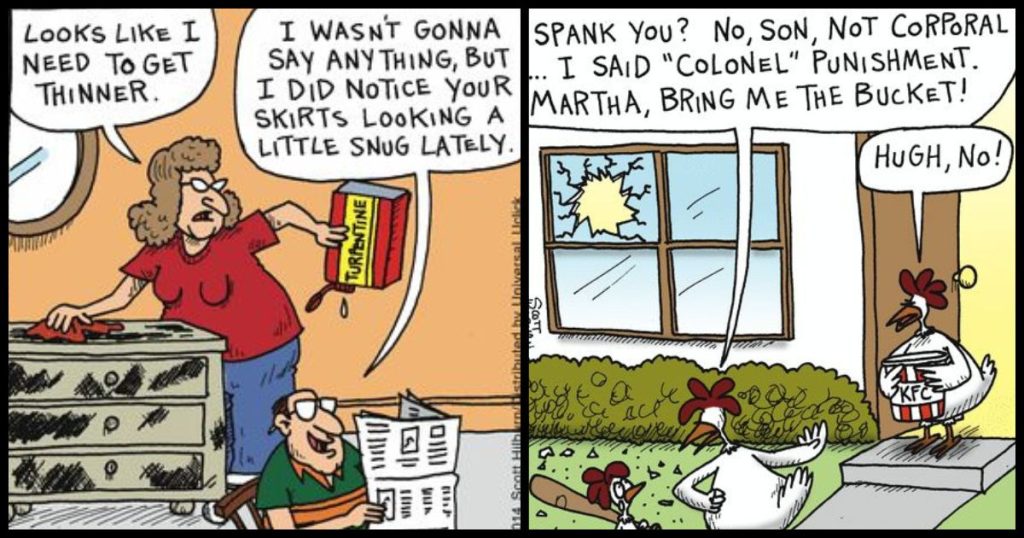 LOOKS LIKE I
NEED TO GET
THINNER.
I WASN'T GONNA
SAY ANYTHING, BUT
I DID NOTICE YOUR
SKIRTS LOOKING A
LITTLE SNUG LATELY.
TURPENTINE
SPANK YOU? NO, SON, NOT CORPORAL
... I SAID "COLONEL" PUNISHMENT.
MARTHA, BRING ME THE BUCKET!
HUGH, NO!
KFC